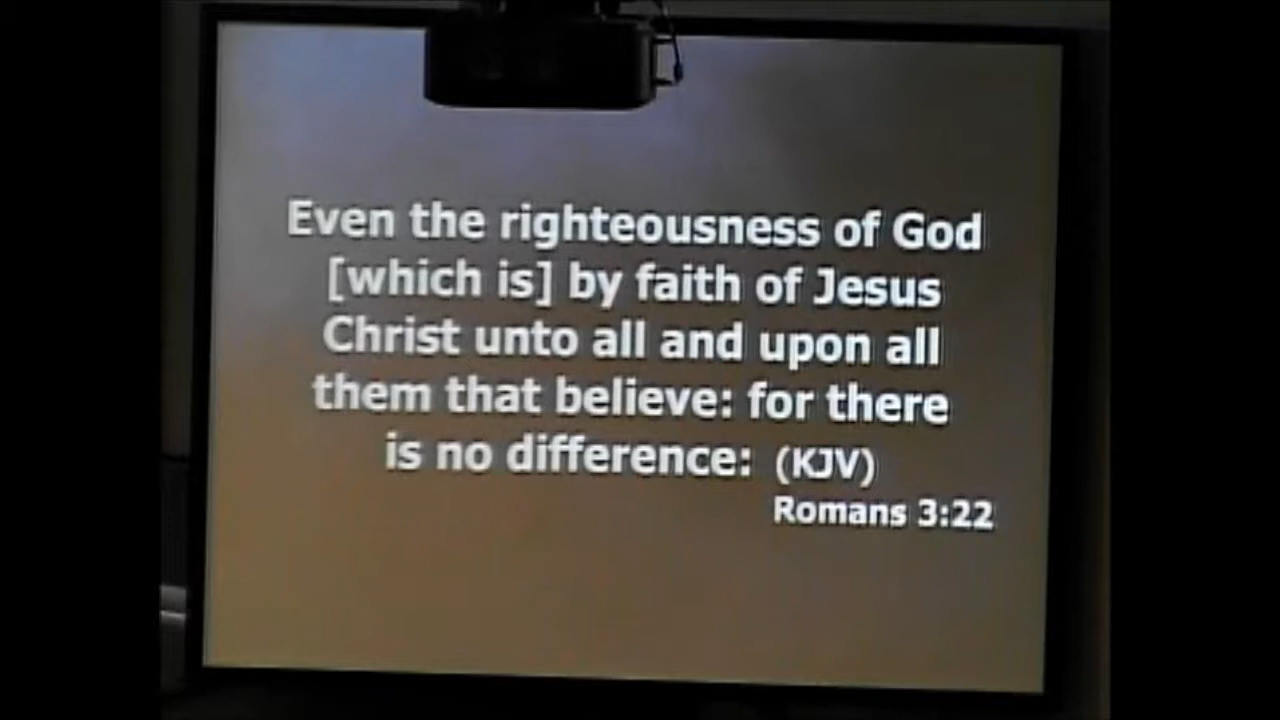 Even the righteousness of God
[which is] by faith of Jesus
Christ unto all and upon all
them that believe: for there
is no difference: (KJV)
Romans 3:22